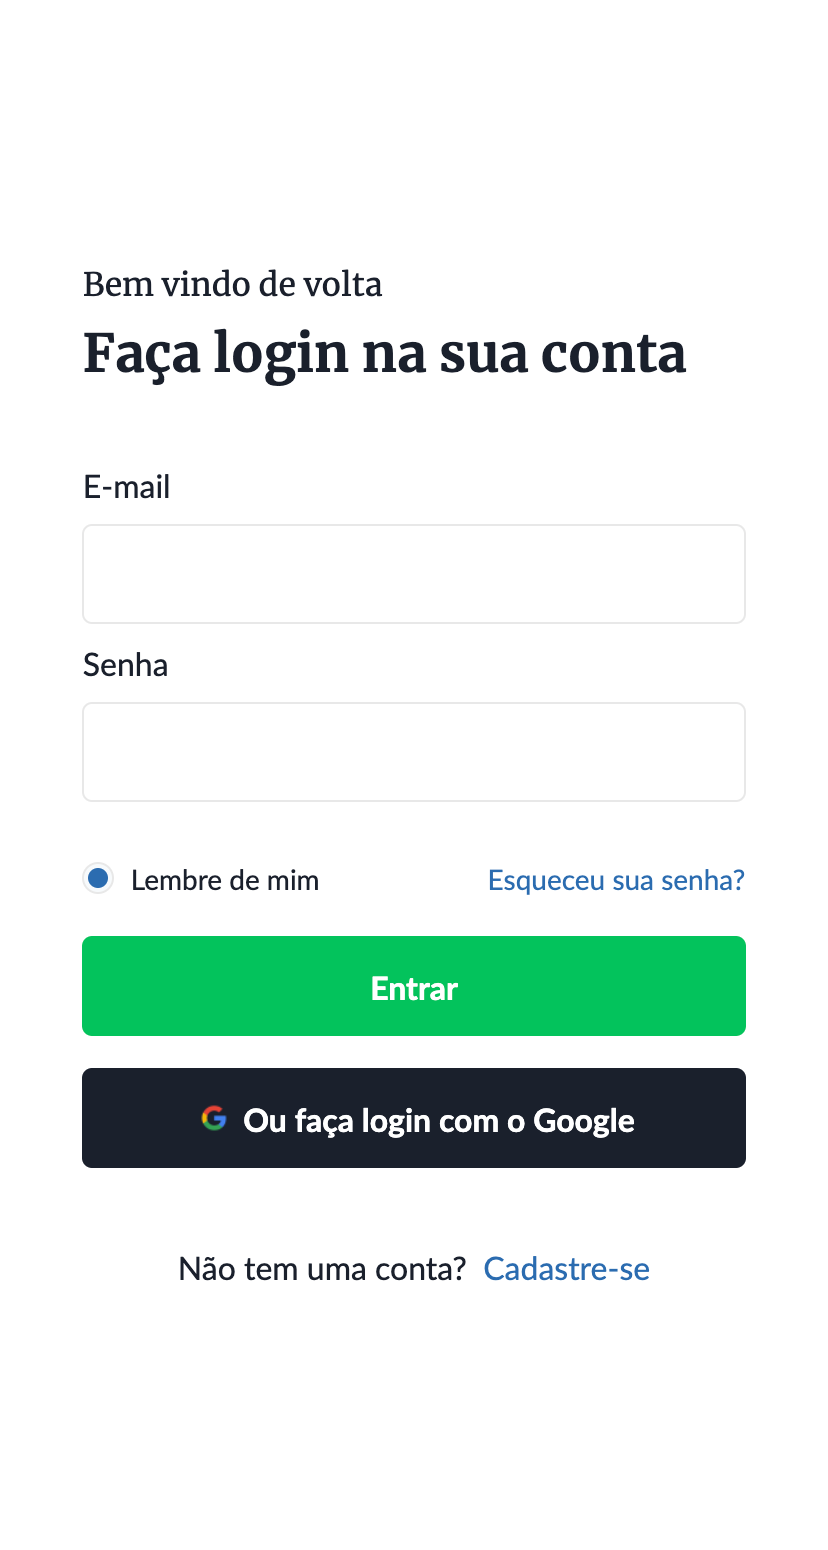 Bem vindo de volta
Faça login na sua conta
E-mail
Senha
Lembre de mim
Esqueceu sua senha?
Entrar
Ou faça login com o Google
Não tem uma conta? Cadastre-se